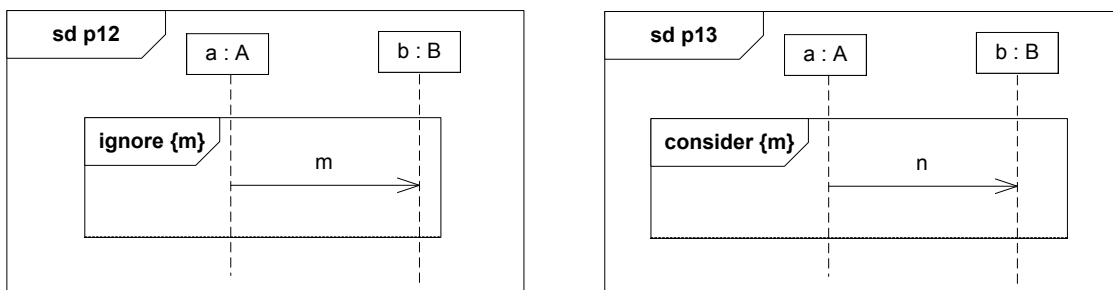 sd p12
a : A
b : B
ignore {m}
m
sd p13
a : A
b : B
consider {m}
n